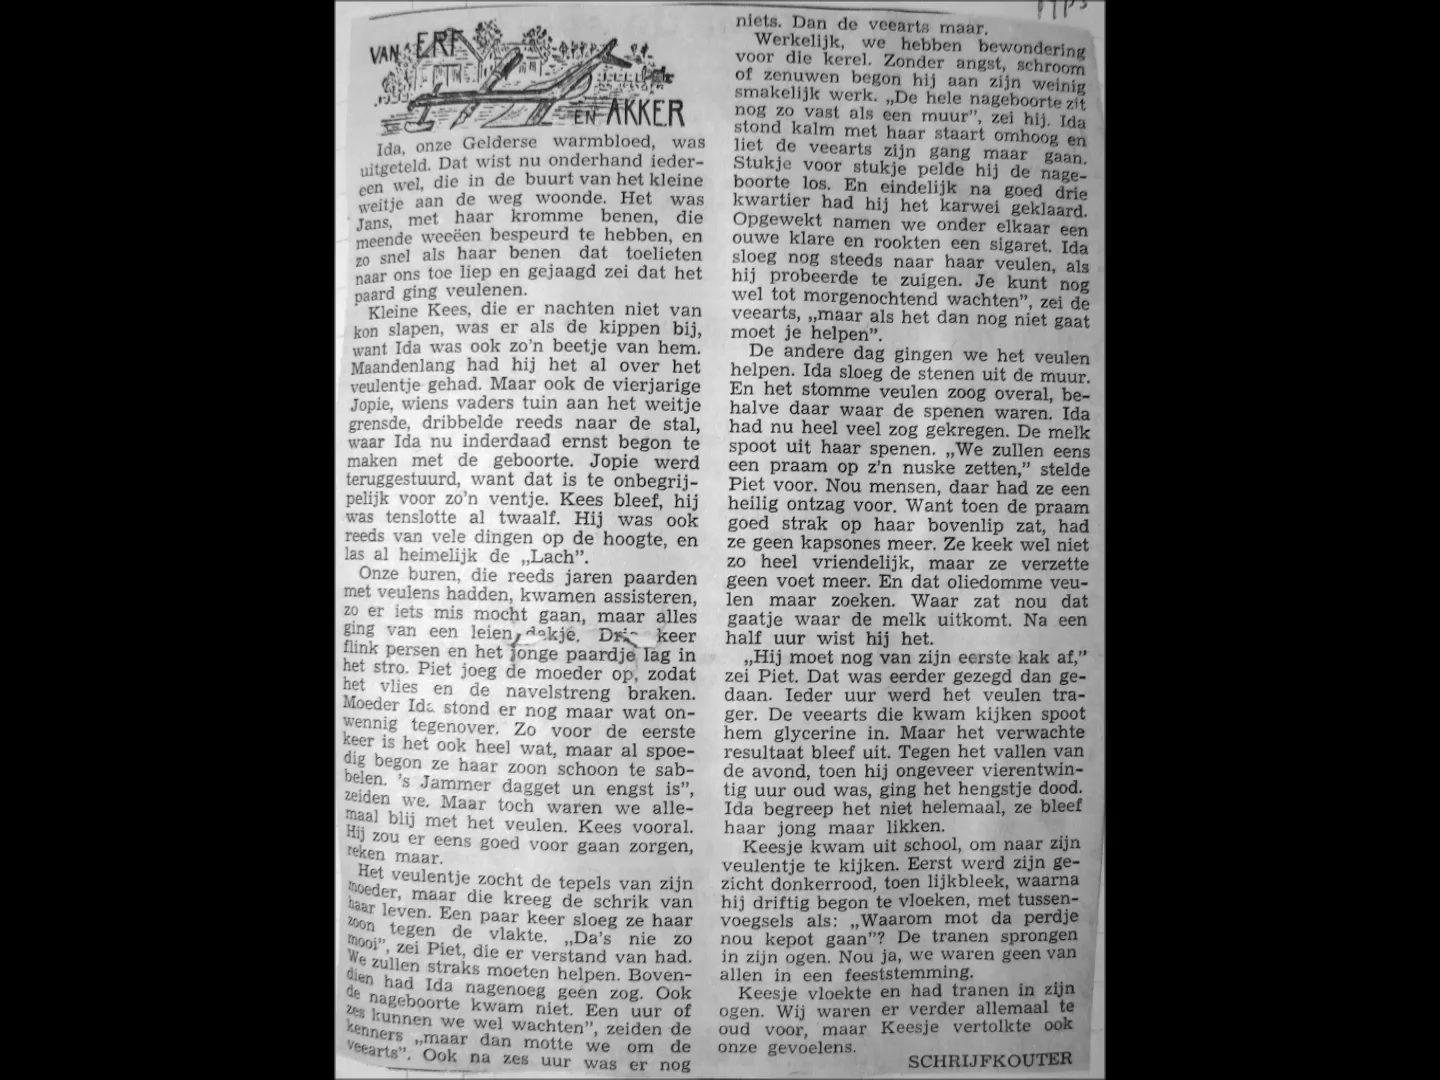 VAN ERF
EN AKKER
Ida, onze Gelderse warmbloed, was
uitgeteld. Dat wist nu onderhand ieder-
een wel, die in de buurt van het kleine
weitje aan de weg woonde. Het was
Jans, met haar kromme benen, die
meende weeëen bespeurd te hebben, en
zo snel als haar benen dat toelieten
naar ons toe liep en gejaagd zei dat het
paard ging veulenen.
Kleine Kees, die er nachten niet van
kon slapen, was er als de kippen bij,
want Ida was ook zo'n beetje van hem.
Maandenlang had hij het al over het
veulentje gehad. Maar ook de vierjarige
Jopie, wiens vaders tuin aan het weitje
grensde, dribbelde reeds naar de stal,
waar Ida nu inderdaad ernst begon te
maken met de geboorte. Jopie werd
teruggestuurd, want dat is te onbegrij-
pelijk voor zo'n ventje. Kees bleef, hij
was tenslotte al twaalf. Hij was ook
reeds van vele dingen op de hoogte, en
las al heimelijk de „Lach”.
Onze buren, die reeds jaren paarden
met veulens hadden, kwamen assisteren,
zo er iets mis mocht gaan, maar alles
ging van een leien dakje. Drie keer
flink persen en het jonge paardje lag in
het stro. Piet joeg de moeder op, zodat
het vlies en de navelstreng braken.
Moeder Ida stond er nog maar wat on-
wennig tegenover. Zo voor de eerste
keer is het ook heel wat, maar al spoe-
dig begon ze haar zoon schoon te sab-
belen. 's Jammer dagget un engst is”,
zeiden we. Maar toch waren we alle-
maal blij met het veulen. Kees vooral.
Hij zou er eens goed voor gaan zorgen,
reken maar.
Het veulentje zocht de tepels van zijn
moeder, maar die kreeg de schrik van
haar leven. Een paar keer sloeg ze haar
zoon tegen de vlakte. „Da's nie zo
mooi”, zei Piet, die er verstand van had.
We zullen straks moeten helpen. Boven-
dien had Ida nagenoeg geen zog. Ook
de nageboorte kwam niet. Een uur of
zes kunnen we wel wachten”, zeiden de
kenners „maar dan motte we om de
veearts”. Ook na zes uur was er nog
niets. Dan de veearts maar.
Werkelijk, we hebben bewondering
voor die kerel. Zonder angst, schroom
of zenuwen begon hij aan zijn weinig
smakelijk werk. „De hele nageboorte zit
nog zo vast als een muur”, zei hij. Ida
stond kalm met haar staart omhoog en
liet de veearts zijn gang maar gaan.
Stukje voor stukje pelde hij de nage-
boorte los. En eindelijk na goed drie
kwartier had hij het karwei geklaard.
Opgewekt namen we onder elkaar een
ouwe klare en rookten een sigaret. Ida
sloeg nog steeds naar haar veulen, als
hij probeerde te zuigen. Je kunt nog
wel tot morgenochtend wachten”, zei de
veearts, „maar als het dan nog niet gaat
moet je helpen”.
De andere dag gingen we het veulen
helpen. Ida sloeg de stenen uit de muur.
En het stomme veulen zoog overal, be-
halve daar waar de spenen waren. Ida
had nu heel veel zog gekregen. De melk
spoot uit haar spenen. „We zullen eens
een praam op z'n nuske zetten,” stelde
Piet voor. Nou mensen, daar had ze een
heilig ontzag voor. Want toen de praam
goed strak op haar bovenlip zat, had
ze geen kapsones meer. Ze keek wel niet
zo heel vriendelijk, maar ze verzette
geen voet meer. En dat oliedomme veu-
len maar zoeken. Waar zat nou dat
gaatje waar de melk uitkomt. Na een
half uur wist hij het.
„Hij moet nog van zijn eerste kak af,”
zei Piet. Dat was eerder gezegd dan ge-
daan. Ieder uur werd het veulen tra-
ger. De veearts die kwam kijken spoot
hem glycerine in. Maar het verwachte
resultaat bleef uit. Tegen het vallen van
de avond, toen hij ongeveer vierentwin-
tig uur oud was, ging het hengstje dood.
Ida begreep het niet helemaal, ze bleef
haar jong maar likken.
Keesje kwam uit school, om naar zijn
veulentje te kijken. Eerst werd zijn ge-
zicht donkerrood, toen lijkbleek, waarna
hij driftig begon te vloeken, met tussen-
voegsels als: „Waarom mot da perdje
nou kepot gaan”? De tranen sprongen
in zijn ogen. Nou ja, we waren geen van
allen in een feeststemming.
Keesje vloekte en had tranen in zijn
ogen. Wij waren er verder allemaal te
oud voor, maar Keesje vertolkte ook
onze gevoelens.
SCHRIJFKOUTER